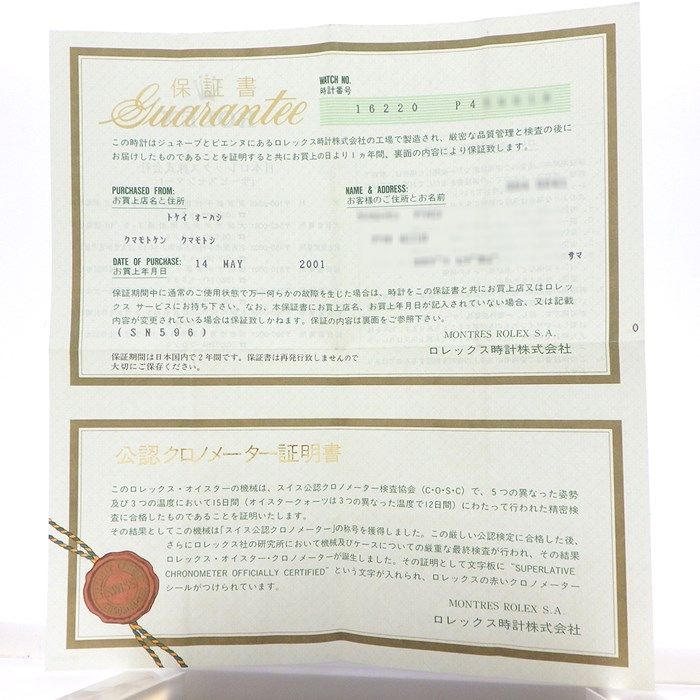 保証書
Guarantee
WATCH NO.
時計番号
16220 P4
この時計はジュネーブとビエンヌにあるロレックス時計株式会社の工場で製造され、厳密な品質管理と検査の後に
お届けしたものであることを証明すると共にお買上の日より1ヵ年間、裏面の内容により保証致します。
PURCHASED FROM:
お買上店名と住所
トケイ オーハシ
クマモトケン クマモトシ
NAME & ADDRESS:
お客様のご住所とお名前
サマ
DATE OF PURCHASE: 14 MAY 2001
お買上年月日
保証期間中に通常のご使用状態で万一何らかの故障を生じた場合は、時計をこの保証書と共にお買上店又はロレッ
クス サービスにお持ち下さい。なお、本保証書にお買上店名、お買上年月日が記入されていない場合、又は記載
内容が変更されている場合は保証致しかねます。保証の内容は裏面をご参照下さい。
(SN596)
MONTRES ROLEX S.A.
ロレックス時計株式会社
0
保証期間は日本国内で2年間です。保証書は再発行致しませんので
大切にご保存ください。
公認クロノメーター証明書
このロレックス・オイスターの機械は、スイス公認クロノメーター検査協会(C・O・S・C)で、5つの異なった姿勢
及び3つの温度において15日間(オイスタークォーツは3つの異なった温度で12日間)にわたって行われた精密検
査に合格したものであることを証明いたします。
その結果としてこの機械は「スイス公認クロノメーター」の称号を獲得しました。この厳しい公認検定に合格した後、
さらにロレックス社の研究所において機械及びケースについての厳重な最終検査が行われ、その結果
ロレックス・オイスター・クロノメーターが誕生しました。その証明として文字板に "SUPERLATIVE
CHRONOMETER OFFICIALLY CERTIFIED" という文字が入れられ、ロレックスの赤いクロノメーター
シールがつけられています。
MONTRES ROLEX S.A.
ロレックス時計株式会社